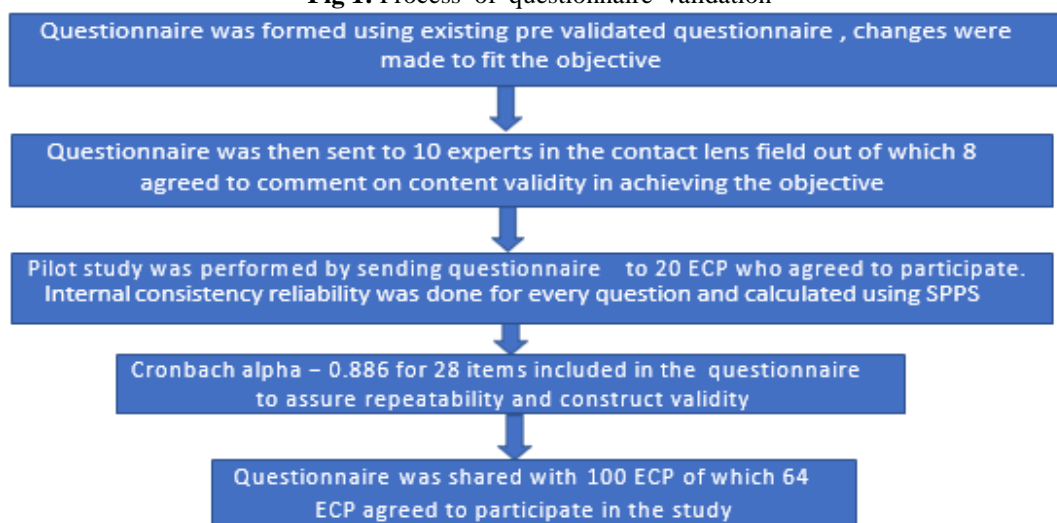 Fig 1. Process of questionnaire validation
Questionnaire was formed using existing pre validated questionnaire , changes were
made to fit the objective
Questionnaire was then sent to 10 experts in the contact lens field out of which 8
agreed to comment on content validity in achieving the objective
Pilot study was performed by sending questionnaire to 20 ECP who agreed to participate.
Internal consistency reliability was done for every question and calculated using SPPS
Cronbach alpha – 0.886 for 28 items included in the questionnaire
to assure repeatability and construct validity
Questionnaire was shared with 100 ECP of which 64
ECP agreed to participate in the study